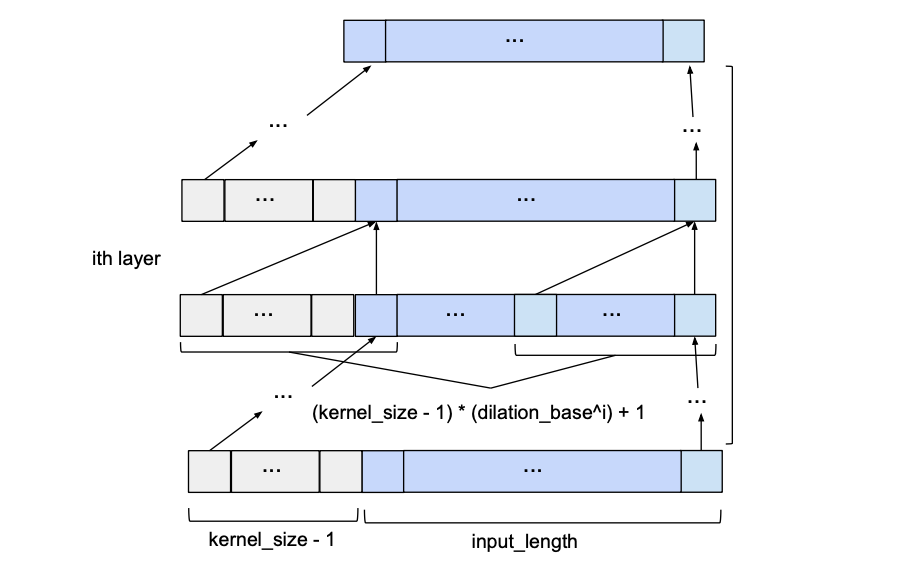 ...
...
...
... ...
ith layer
... ... ...
...
...
(kernel_size - 1) * (dilation_base^i) + 1
... ...
kernel_size - 1
input_length